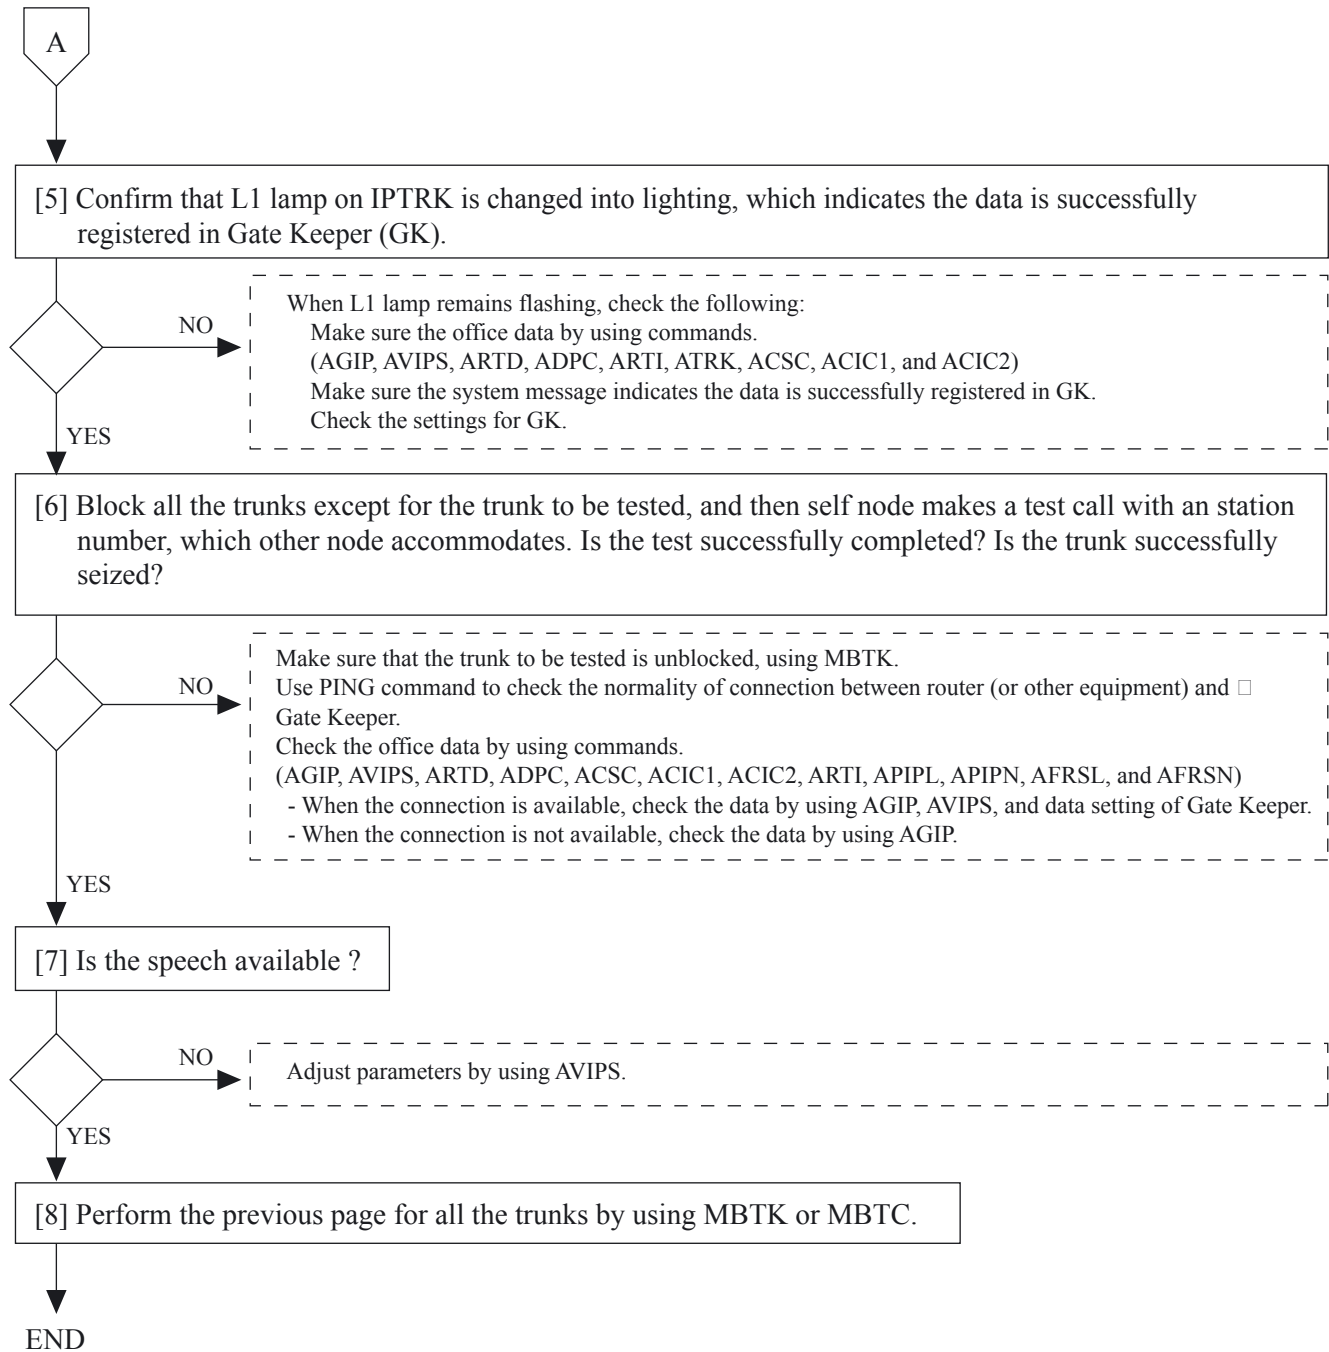 A
[5] Confirm that L1 lamp on IPTRK is changed into lighting, which indicates the data is successfully
registered in Gate Keeper (GK).
NO
When L1 lamp remains flashing, check the following:
Make sure the office data by using commands.
(AGIP, AVIPS, ARTD, ADPC, ARTI, ATRK, ACSC, ACIC1, and ACIC2)
Make sure the system message indicates the data is successfully registered in GK.
Check the settings for GK.
YES
[6] Block all the trunks except for the trunk to be tested, and then self node makes a test call with an station
number, which other node accommodates. Is the test successfully completed? Is the trunk successfully
seized?
NO
Make sure that the trunk to be tested is unblocked, using MBTK.
Use PING command to check the normality of connection between router (or other equipment) and □
Gate Keeper.
Check the office data by using commands.
(AGIP, AVIPS, ARTD, ADPC, ACSC, ACIC1, ACIC2, ARTI, APIPL, APIPN, AFRSL, and AFRSN)
- When the connection is available, check the data by using AGIP, AVIPS, and data setting of Gate Keeper.
- When the connection is not available, check the data by using AGIP.
YES
[7] Is the speech available ?
NO
Adjust parameters by using AVIPS.
YES
[8] Perform the previous page for all the trunks by using MBTK or MBTC.
END